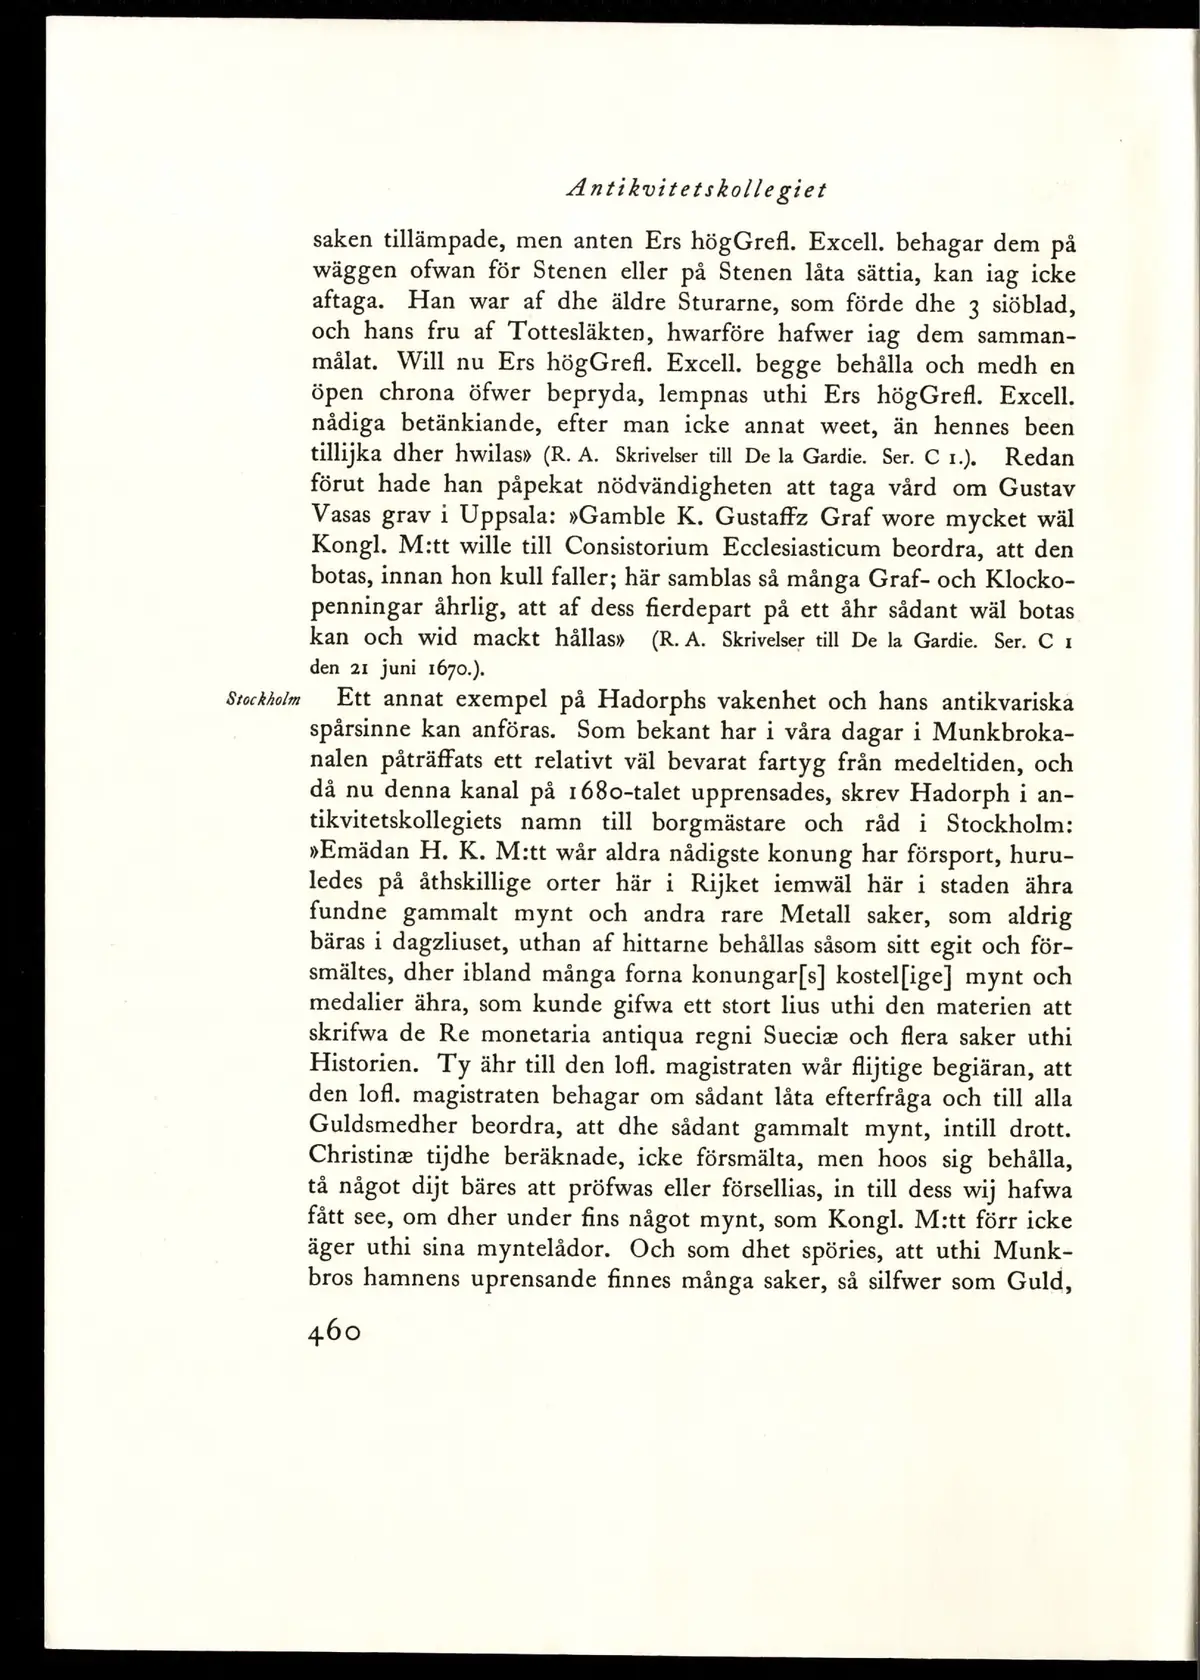 Antikvitetskollegiet
saken tillämpade, men anten Ers högGrefl. Excell. behagar dem på
wäggen ofwan för Stenen eller på Stenen låta sättia, kan iag icke
aftaga. Han war af dhe äldre Sturarne, som förde dhe 3 siöblad,
och hans fru af Tottesläkten, hwarföre hafwer iag dem samman-
målat. Will nu Ers högGrefl. Excell. begge behålla och medh en
öpen chrona öfwer bepryda, lempnas uthi Ers högGrefl. Excell.
nådiga betänkiande, efter man icke annat weet, än hennes been
tillijka dher hwilas» (R. A. Skrivelser till De la Gardie. Ser. C 1.). Redan
förut hade han påpekat nödvändigheten att taga vård om Gustav
Vasas grav i Uppsala: »Gamble K. Gustaffz Graf wore mycket wäl
Kongl. M:tt wille till Consistorium Ecclesiasticum beordra, att den
botas, innan hon kull faller; här samblas så många Graf- och Klocko-
penningar åhrlig, att af dess fierdepart på ett åhr sådant wäl botas
kan och wid mackt hållas» (R. A. Skrivelser till De la Gardie. Ser. C 1
den 21 juni 1670.).
Stockholm Ett annat exempel på Hadorphs vakenhet och hans antikvariska
spårsinne kan anföras. Som bekant har i våra dagar i Munkbroka-
nalen påträffats ett relativt väl bevarat fartyg från medeltiden, och
då nu denna kanal på 1680-talet upprensades, skrev Hadorph i an-
tikvitetskollegiets namn till borgmästare och råd i Stockholm:
»Emädan H. K. M:tt wår aldra nådigste konung har försport, huru-
ledes på åthskillige orter här i Rijket iemwäl här i staden ähra
fundne gammalt mynt och andra rare Metall saker, som aldrig
bäras i dagzliuset, uthan af hittarne behållas såsom sitt egit och för-
smältes, dher ibland många forna konungar[s] kostel[ige] mynt och
medalier ähra, som kunde gifwa ett stort lius uthi den materien att
skrifwa de Re monetaria antiqua regni Sueciæ och flera saker uthi
Historien. Ty ähr till den lofl. magistraten wår flijtige begiäran, att
den lofl. magistraten behagar om sådant låta efterfråga och till alla
Guldsmedher beordra, att dhe sådant gammalt mynt, intill drott.
Christinæ tijdhe beräknade, icke försmälta, men hoos sig behålla,
tå något dijt bäres att pröfwas eller försellias, in till dess wij hafwa
fått see, om dher under fins något mynt, som Kongl. M:tt förr icke
äger uthi sina myntelådor. Och som dhet spöries, att uthi Munk-
bros hamnens uprensande finnes många saker, så silfwer som Guld,
460